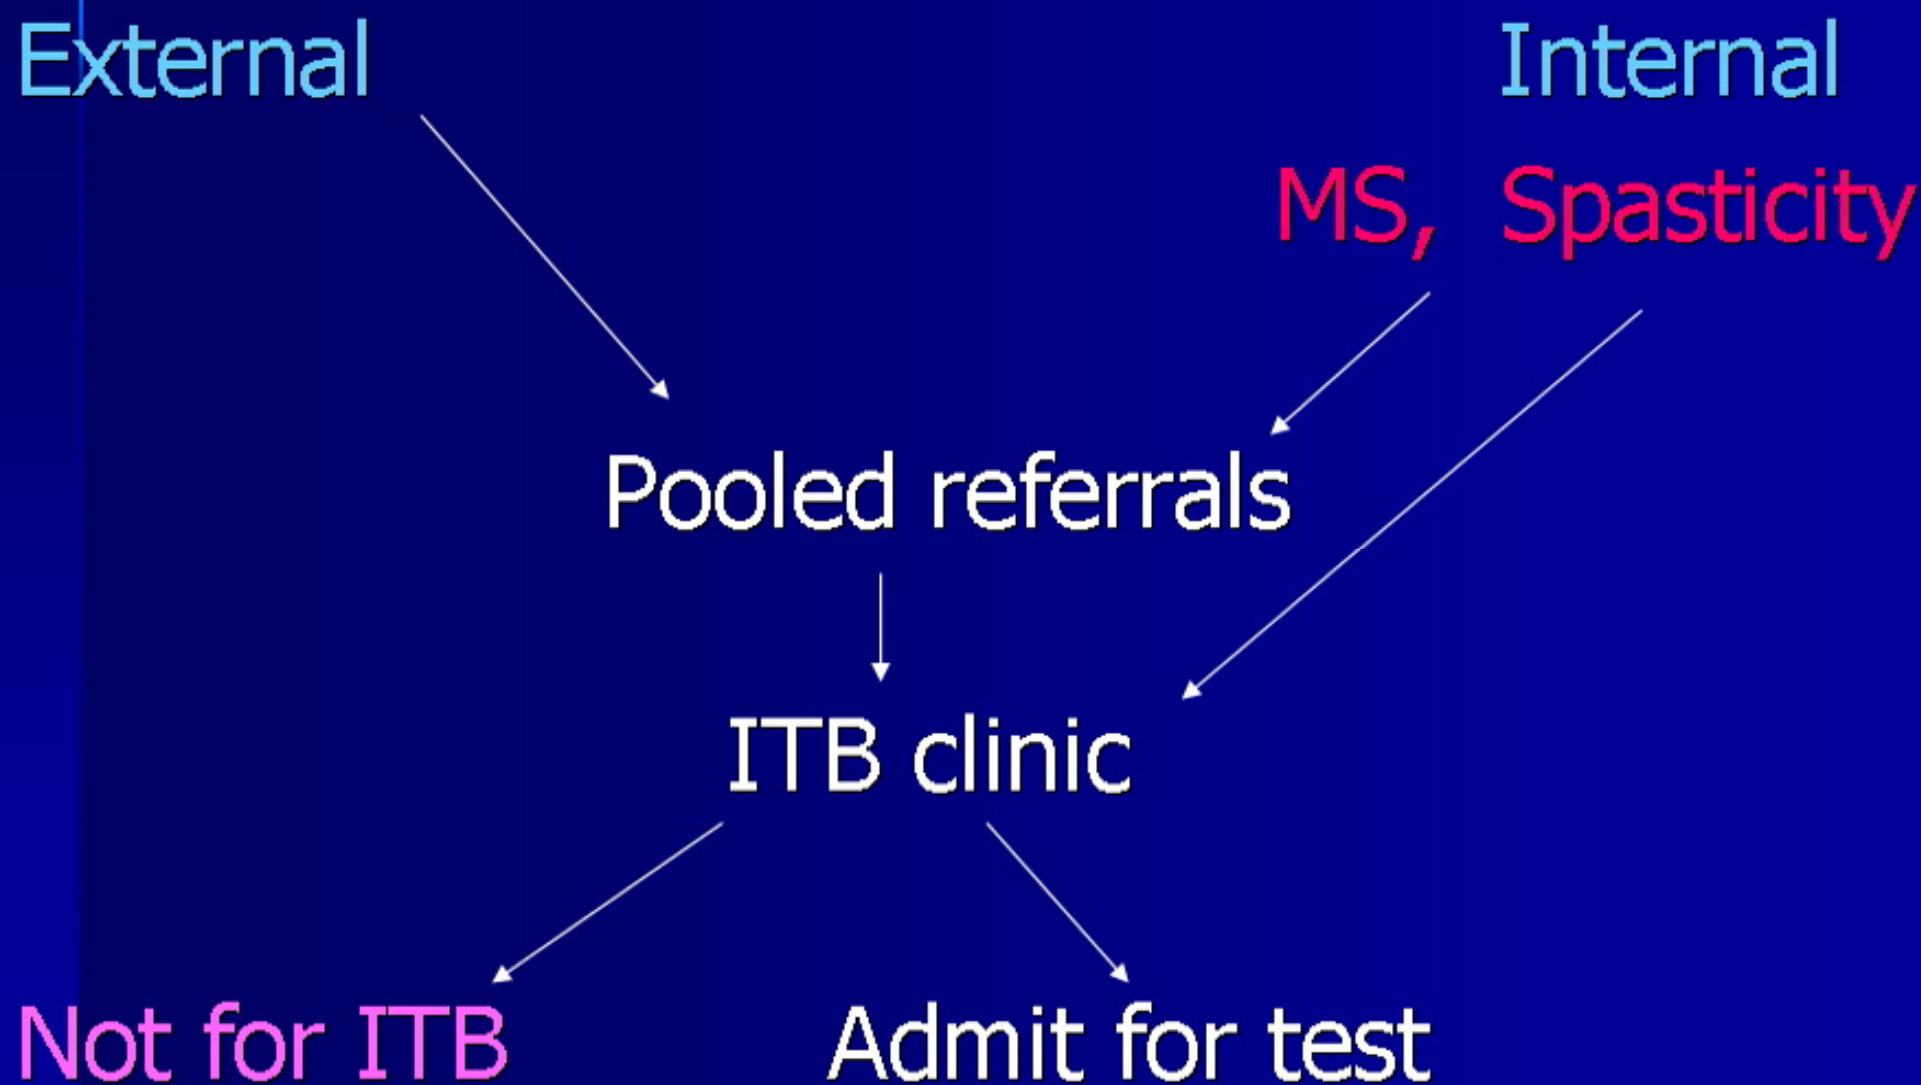 External
Internal
MS, Spasticity
Pooled referrals
ITB clinic
Not for ITB
Admit for test